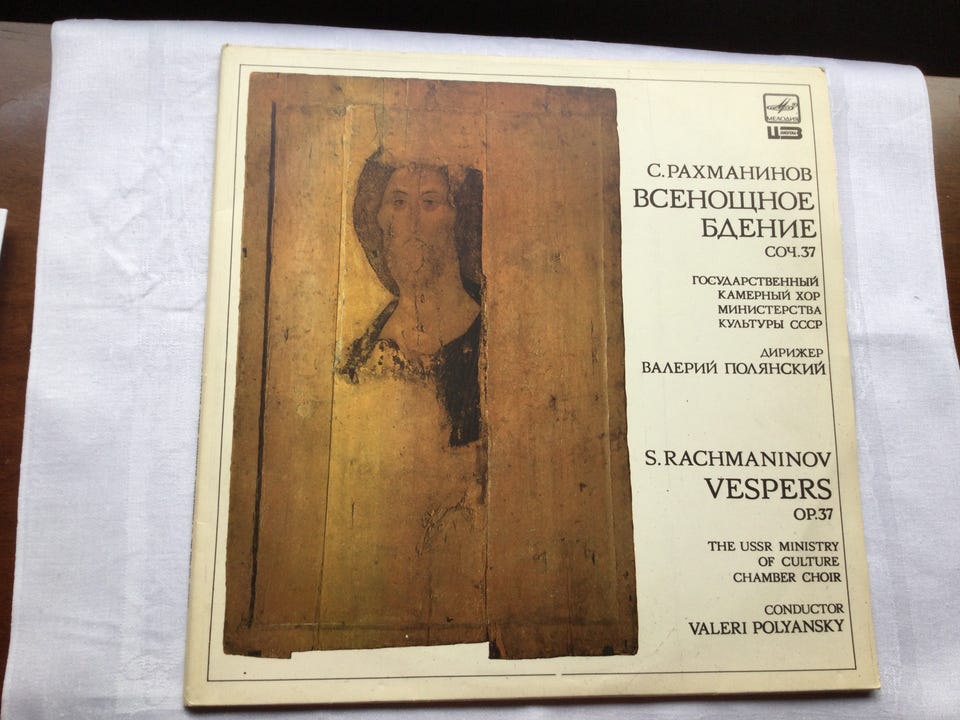 МЕЛОДИЯ
С. РАХМАНИНОВ
ВСЕНОЩНОЕ
БДЕНИЕ
СОЧ. 37
ГОСУДАРСТВЕННЫЙ
КАМЕРНЫЙ ХОР
МИНИСТЕРСТВА
КУЛЬТУРЫ СССР
ДИРИЖЕР
ВАЛЕРИЙ ПОЛЯНСКИЙ
S. RACHMANINOV
VESPERS
OP.37
THE USSR MINISTRY
OF CULTURE
CHAMBER CHOIR
CONDUCTOR
VALERI POLYANSKY